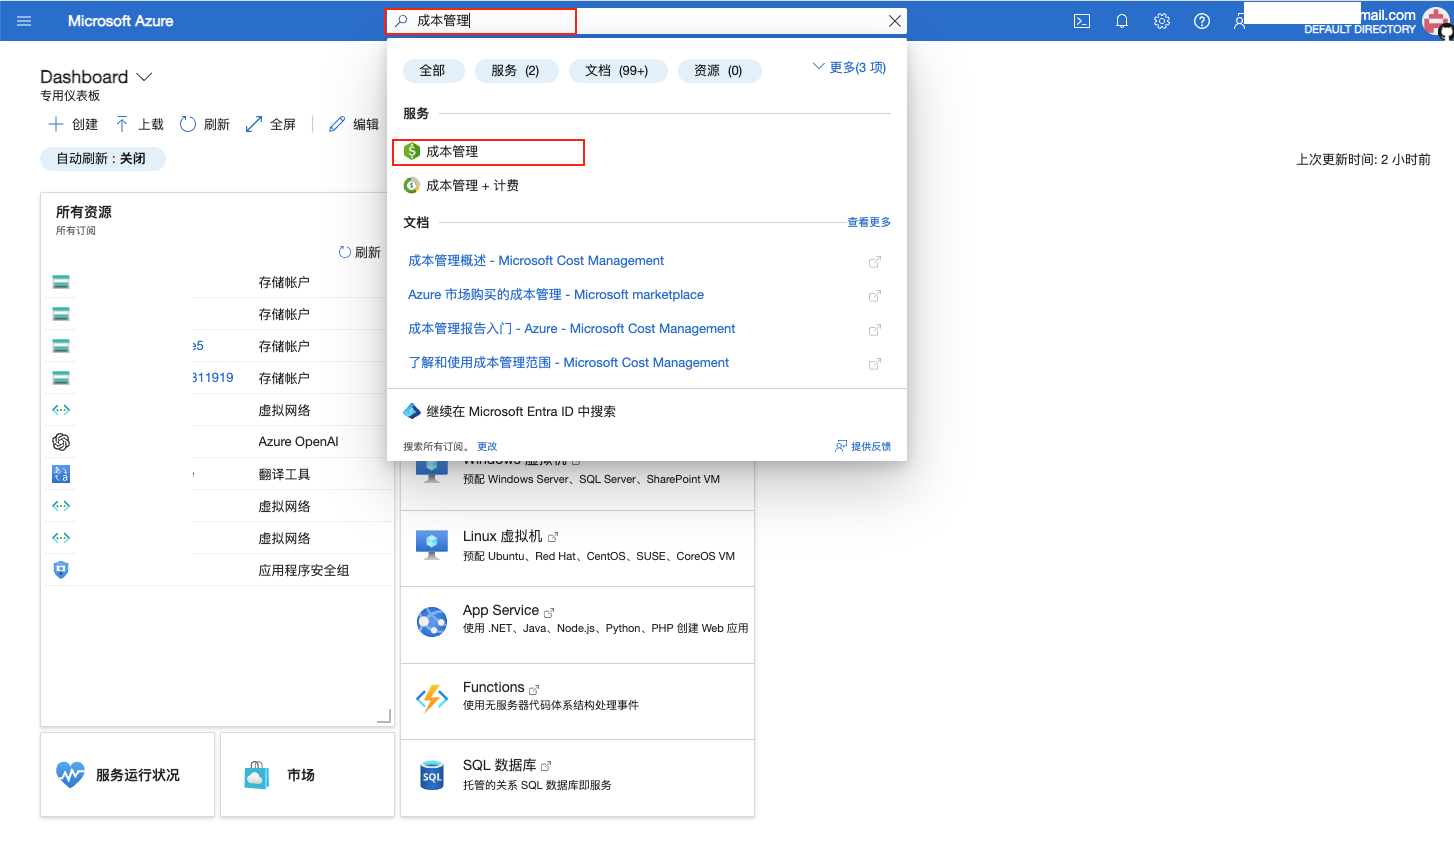 Microsoft Azure
成本管理
mail.com
DEFAULT DIRECTORY
Dashboard
专用仪表板
创建
上载
刷新
全屏
编辑
自动刷新 : 关闭
上次更新时间: 2 小时前
全部
服务 (2)
文档 (99+)
资源 (0)
更多(3 项)
服务
成本管理
成本管理 + 计费
文档
查看更多
成本管理概述 - Microsoft Cost Management
Azure 市场购买的成本管理 - Microsoft marketplace
成本管理报告入门 - Azure - Microsoft Cost Management
了解和使用成本管理范围 - Microsoft Cost Management
继续在 Microsoft Entra ID 中搜索
搜索所有订阅。 更改
提供反馈
所有资源
所有订阅
刷新
存储帐户
存储帐户
e5 存储帐户
311919 存储帐户
虚拟网络
Azure OpenAI
翻译工具
虚拟网络
虚拟网络
应用程序安全组
Windows 虚拟机
预配 Windows Server、SQL Server、SharePoint VM
Linux 虚拟机
预配 Ubuntu、Red Hat、CentOS、SUSE、CoreOS VM
App Service
使用 .NET、Java、Node.js、Python、PHP 创建 Web 应用
Functions
使用无服务器代码体系结构处理事件
SQL
SQL 数据库
托管的关系 SQL 数据库即服务
服务运行状况
市场